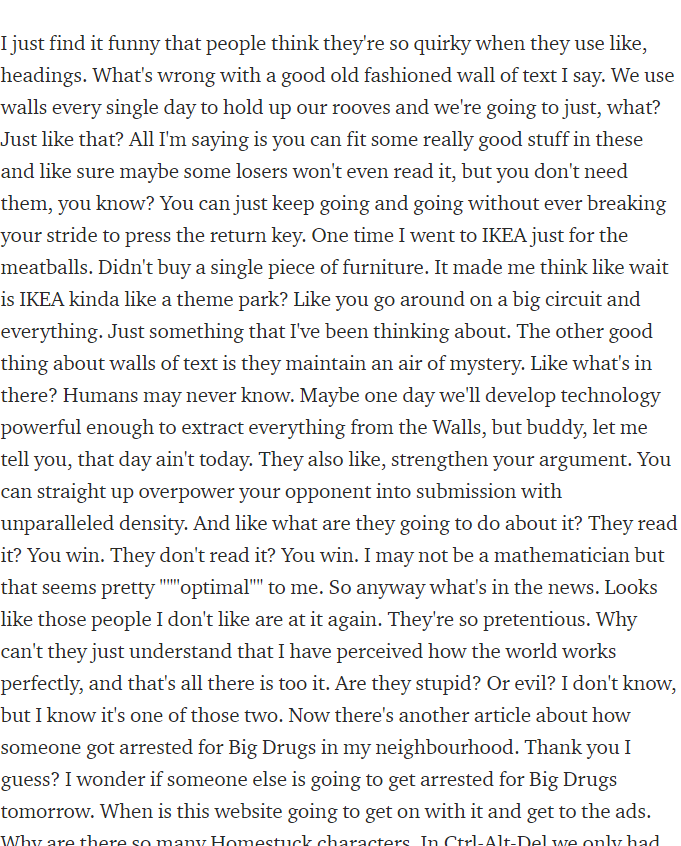 I just find it funny that people think they're so quirky when they use like,
headings. What's wrong with a good old fashioned wall of text I say. We use
walls every single day to hold up our rooves and we're going to just, what?
Just like that? All I'm saying is you can fit some really good stuff in these
and like sure maybe some losers won't even read it, but you don't need
them, you know? You can just keep going and going without ever breaking
your stride to press the return key. One time I went to IKEA just for the
meatballs. Didn't buy a single piece of furniture. It made me think like wait
is IKEA kinda like a theme park? Like you go around on a big circuit and
everything. Just something that I've been thinking about. The other good
thing about walls of text is they maintain an air of mystery. Like what's in
there? Humans may never know. Maybe one day we'll develop technology
powerful enough to extract everything from the Walls, but buddy, let me
tell you, that day ain't today. They also like, strengthen your argument. You
can straight up overpower your opponent into submission with
unparalleled density. And like what are they going to do about it? They read
it? You win. They don't read it? You win. I may not be a mathematician but
that seems pretty """optimal"" to me. So anyway what's in the news. Looks
like those people I don't like are at it again. They're so pretentious. Why
can't they just understand that I have perceived how the world works
perfectly, and that's all there is too it. Are they stupid? Or evil? I don't know,
but I know it's one of those two. Now there's another article about how
someone got arrested for Big Drugs in my neighbourhood. Thank you I
guess? I wonder if someone else is going to get arrested for Big Drugs
tomorrow. When is this website going to get on with it and get to the ads.
Why are there so many Homestuck characters. In Ctrl-Alt-Del we only had